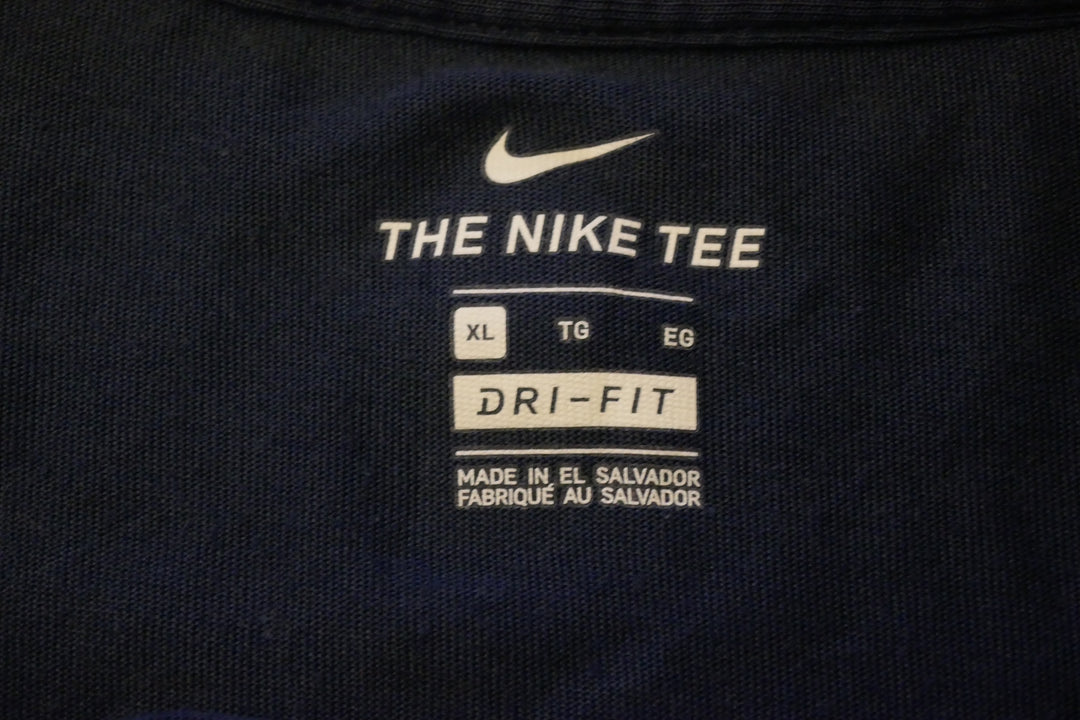 THE NIKE TEE
XL TG EG
DRI-FIT
MADE IN EL SALVADOR
FABRIQUÉ AU SALVADOR